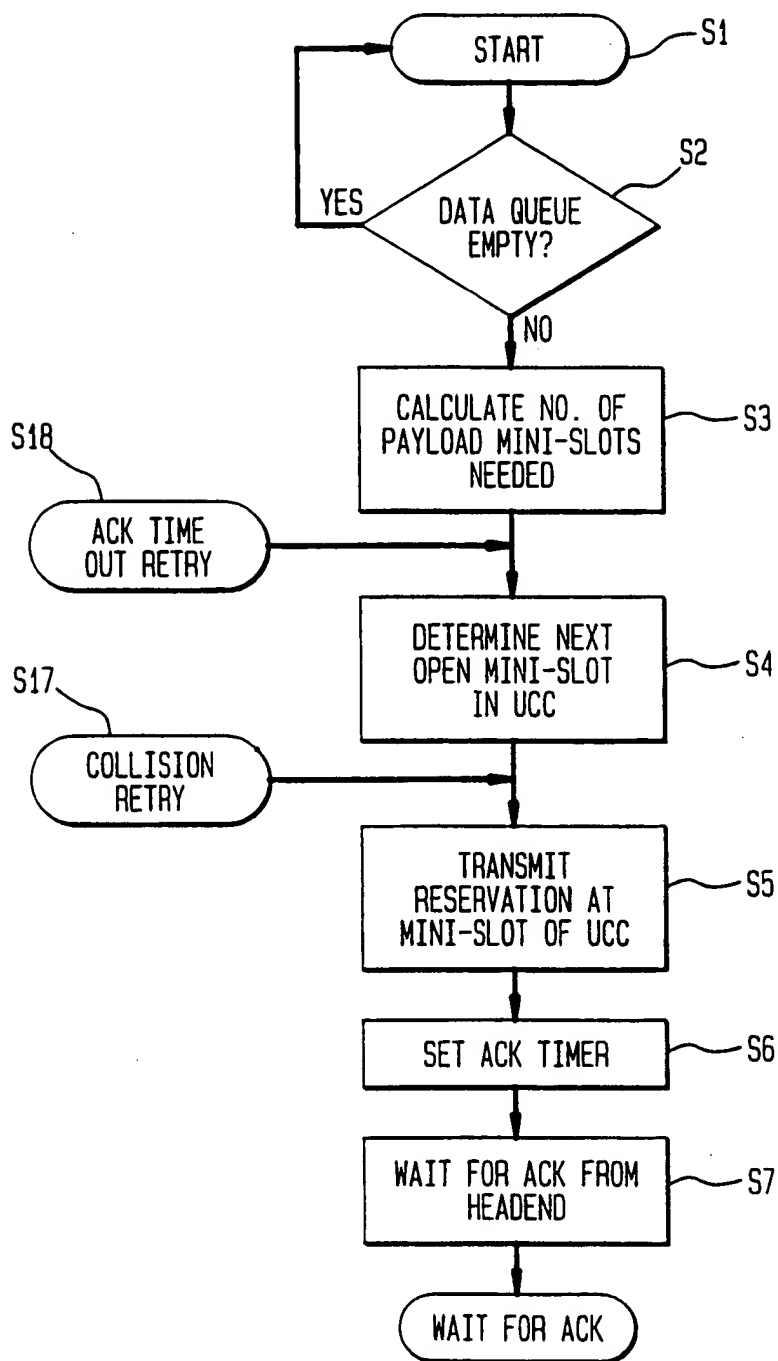 START
S1
S2
YES
DATA QUEUE
EMPTY?
NO
CALCULATE NO. OF
PAYLOAD MINI-SLOTS
NEEDED
S3
S18
ACK TIME
OUT RETRY
DETERMINE NEXT
OPEN MINI-SLOT
IN UCC
S4
S17
COLLISION
RETRY
TRANSMIT
RESERVATION AT
MINI-SLOT OF UCC
S5
SET ACK TIMER
S6
WAIT FOR ACK FROM
HEADEND
S7
WAIT FOR ACK